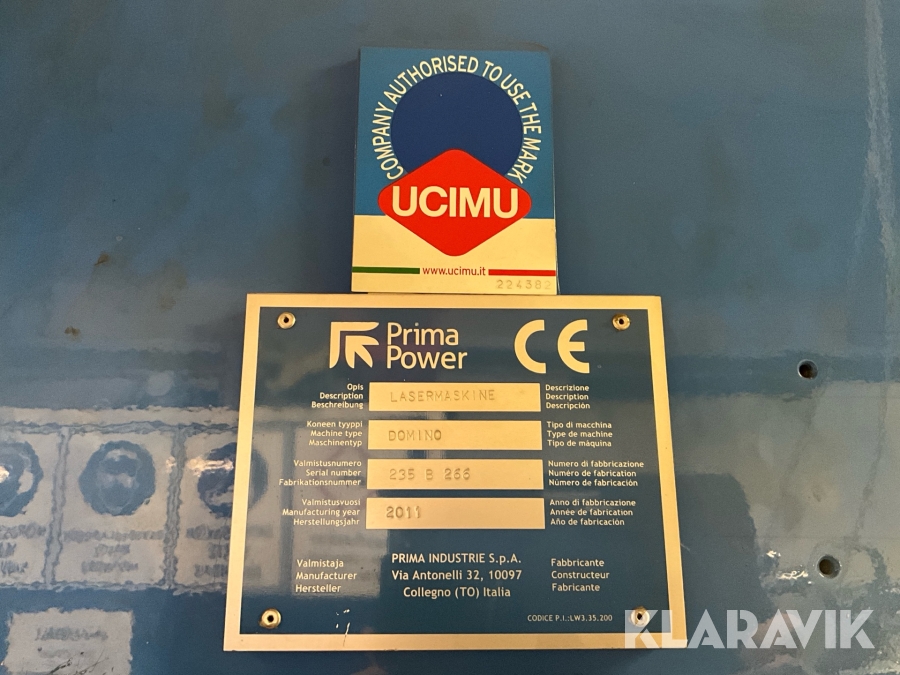 COMPANY AUTHORISED TO USE THE MARK
UCIMU
www.ucimu.it
224382
Prima
Power
CE
Opis
Description
Beschreibung
LASERMASKINE
Descrizione
Description
Descripción
Koneen tyyppi
Machine type
Maschinentyp
DOMINO
Tipo di macchina
Type de machine
Tipo de máquina
Valmistusnumero
Serial number
Fabrikationsnummer
235 B 266
Numero di fabbricazione
Numéro de fabrication
Número de fabricación
Valmistusvuosi
Manufacturing year
Herstellungsjahr
2011
Anno di fabbricazione
Année de fabrication
Año de fabricación
Valmistaja
Manufacturer
Hersteller
PRIMA INDUSTRIE S.p.A.
Via Antonelli 32, 10097
Collegno (TO) Italia
Fabbricante
Constructeur
Fabricante
CODICE P.I.:LW3.35.200
KLARAVIK